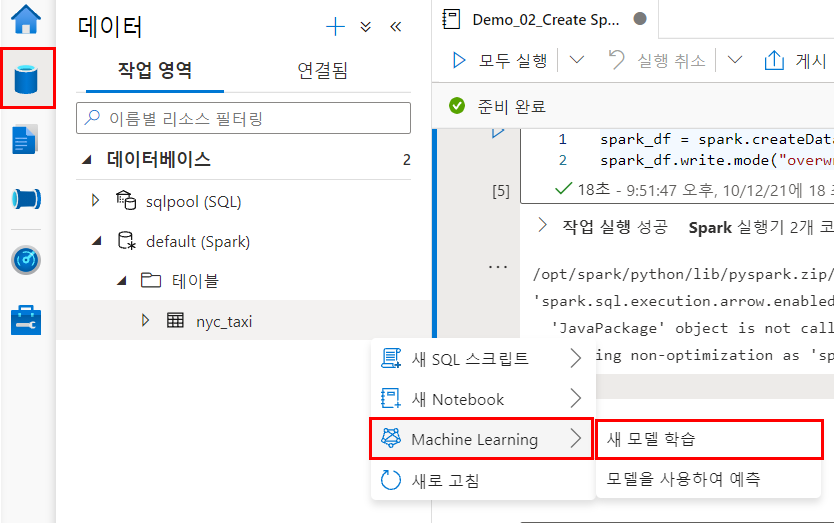 데이터
작업 영역
연결됨
이름별 리소스 필터링
데이터베이스 2
sqlpool (SQL)
default (Spark)
테이블
nyc_taxi
Demo_02_Create Sp...
모두 실행 실행 취소 게시
준비 완료
1 spark_df = spark.createData
2 spark_df.write.mode("overw
[5]
18초 - 9:51:47 오후, 10/12/21에 18
작업 실행 성공 Spark 실행기 2개 코
/opt/spark/python/lib/pyspark.zip/
'spark.sql.execution.arrow.enabled
'JavaPackage' object is not call
ing non-optimization as 'sp
새 SQL 스크립트
새 Notebook
Machine Learning
새로 고침
새 모델 학습
모델을 사용하여 예측